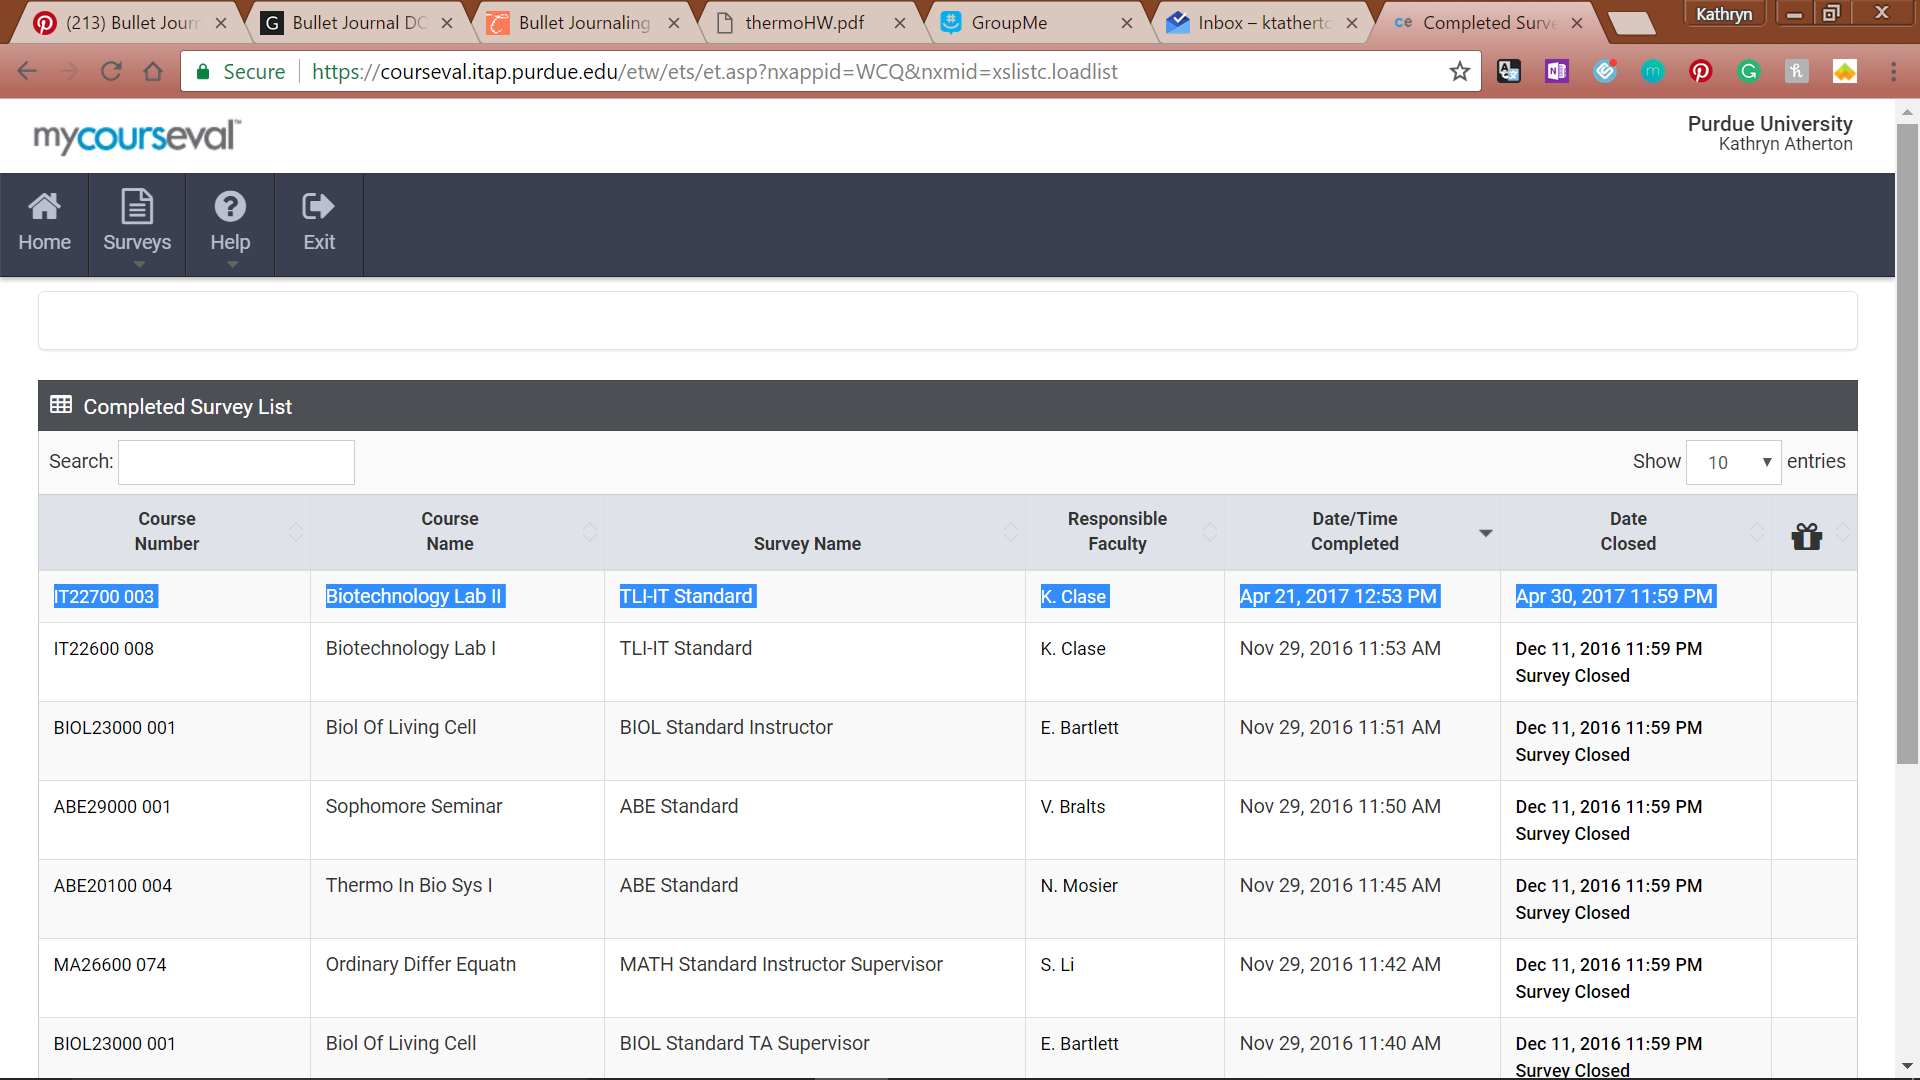 (213) Bullet Journ
Bullet Journal DO
Bullet Journaling
thermoHW.pdf
GroupMe
Inbox – ktatherto
Completed Surve
Kathryn
Secure
https://courseval.itap.purdue.edu/etw/ets/et.asp?nxappid=WCQ&nxmid=xslistc.loadlist
mycourseval™
Purdue University
Kathryn Atherton
Home
Surveys
Help
Exit
Completed Survey List
Search:
Show 10 entries
Course Number
Course Name
Survey Name
Responsible Faculty
Date/Time Completed
Date Closed
IT22700 003 Biotechnology Lab II TLI-IT Standard K. Clase Apr 21, 2017 12:53 PM Apr 30, 2017 11:59 PM
IT22600 008 Biotechnology Lab I TLI-IT Standard K. Clase Nov 29, 2016 11:53 AM Dec 11, 2016 11:59 PM
Survey Closed
BIOL23000 001 Biol Of Living Cell BIOL Standard Instructor E. Bartlett Nov 29, 2016 11:51 AM Dec 11, 2016 11:59 PM
Survey Closed
ABE29000 001 Sophomore Seminar ABE Standard V. Bralts Nov 29, 2016 11:50 AM Dec 11, 2016 11:59 PM
Survey Closed
ABE20100 004 Thermo In Bio Sys I ABE Standard N. Mosier Nov 29, 2016 11:45 AM Dec 11, 2016 11:59 PM
Survey Closed
MA26600 074 Ordinary Differ Equatn MATH Standard Instructor Supervisor S. Li Nov 29, 2016 11:42 AM Dec 11, 2016 11:59 PM
Survey Closed
BIOL23000 001 Biol Of Living Cell BIOL Standard TA Supervisor E. Bartlett Nov 29, 2016 11:40 AM Dec 11, 2016 11:59 PM
Survey Closed